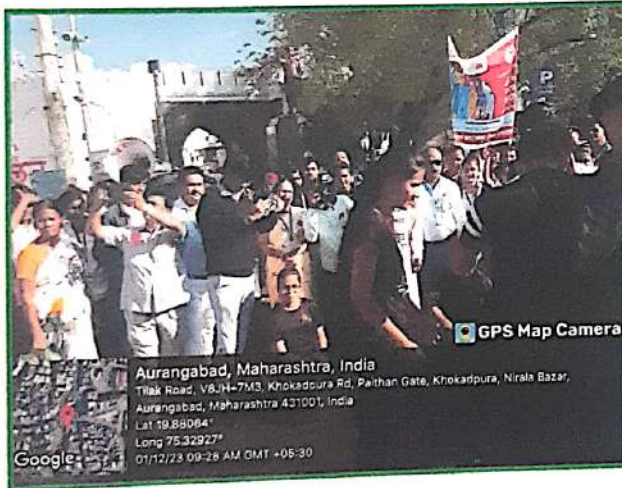 P
GPS Map Camera
Aurangabad, Maharashtra, India
Tilak Road, V8JH+7M3, Khokadpura Rd, Paithan Gate, Khokadpura, Nirala Bazar,
Aurangabad, Maharashtra 431001, India
Lat 19.88064°
Long 75.32927°
01/12/23 09:28 AM GMT +05:30
Google